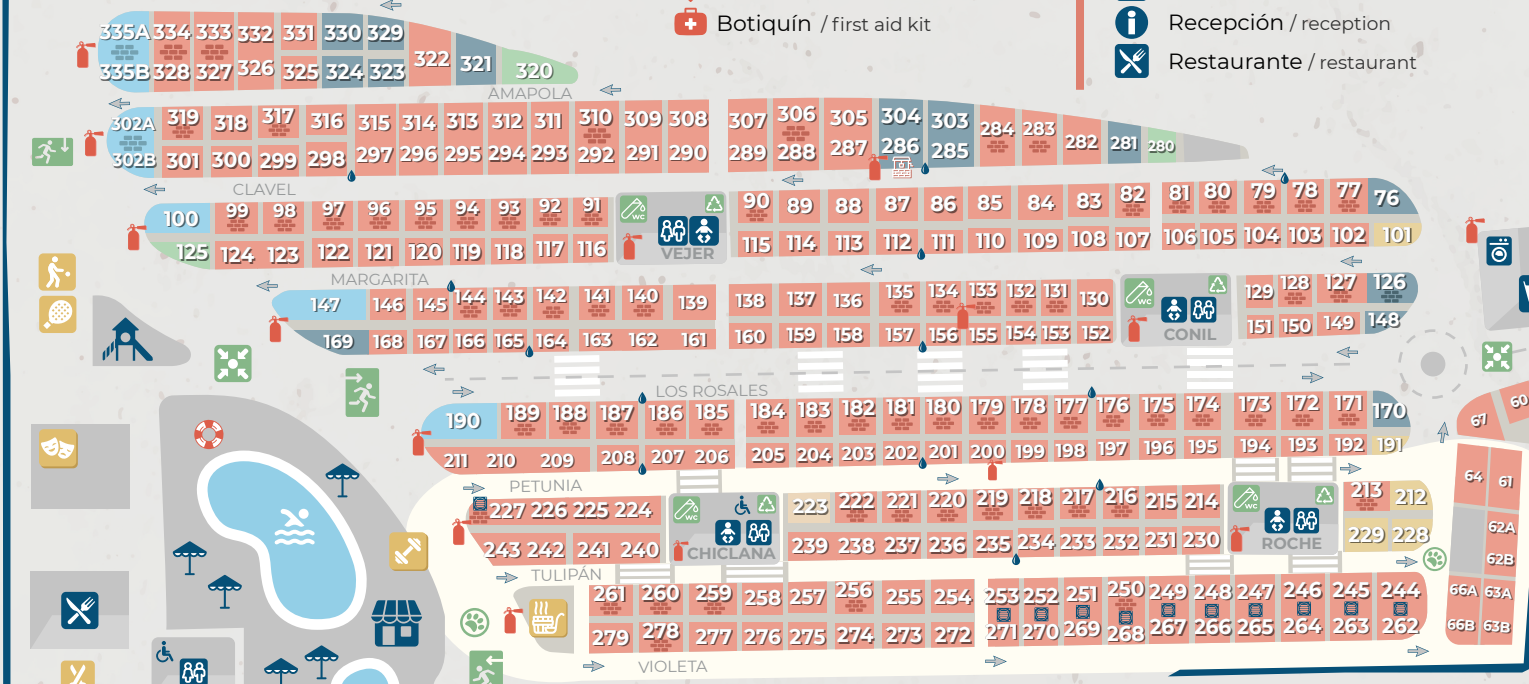 Botiquín / first aid kit
Recepción / reception
Restaurante / restaurant
335A 334 333 332 331 330 329
322 321 320
335B 328 327 326 325 324 323
AMAPOLA
302A 319 318 317 316 315 314 313 312 311 310 309 308 307 306 305 304 303 284 283 282 281 280
302B 301 300 299 298 297 296 295 294 293 292 291 290 289 288 287 286 285
CLAVEL
100 99 98 97 96 95 94 93 92 91 WC 90 89 88 87 86 85 84 83 82 81 80 79 78 77 76
125 124 123 122 121 120 119 118 117 116 VEJER 115 114 113 112 111 110 109 108 107 106 105 104 103 102 101
MARGARITA
147 146 145 144 143 142 141 140 139 138 137 136 135 134 133 132 131 130 WC 129 128 127 126
169 168 167 166 165 164 163 162 161 160 159 158 157 156 155 154 153 152 CONIL 151 150 149 148
LOS ROSALES
190 189 188 187 186 185 184 183 182 181 180 179 178 177 176 175 174 173 172 171 170 67 60
211 210 209 208 207 206 205 204 203 202 201 200 199 198 197 196 195 194 193 192 191
PETUNIA
64 61
227 226 225 224 WC 223 222 221 220 219 218 217 216 215 214 WC 213 212
62A
243 242 241 240 CHICLANA 239 238 237 236 235 234 233 232 231 230 ROCHE 229 228
62B
TULIPÁN
261 260 259 258 257 256 255 254 253 252 251 250 249 248 247 246 245 244 66A 63A
279 278 277 276 275 274 273 272 271 270 269 268 267 266 265 264 263 262 66B 63B
VIOLETA